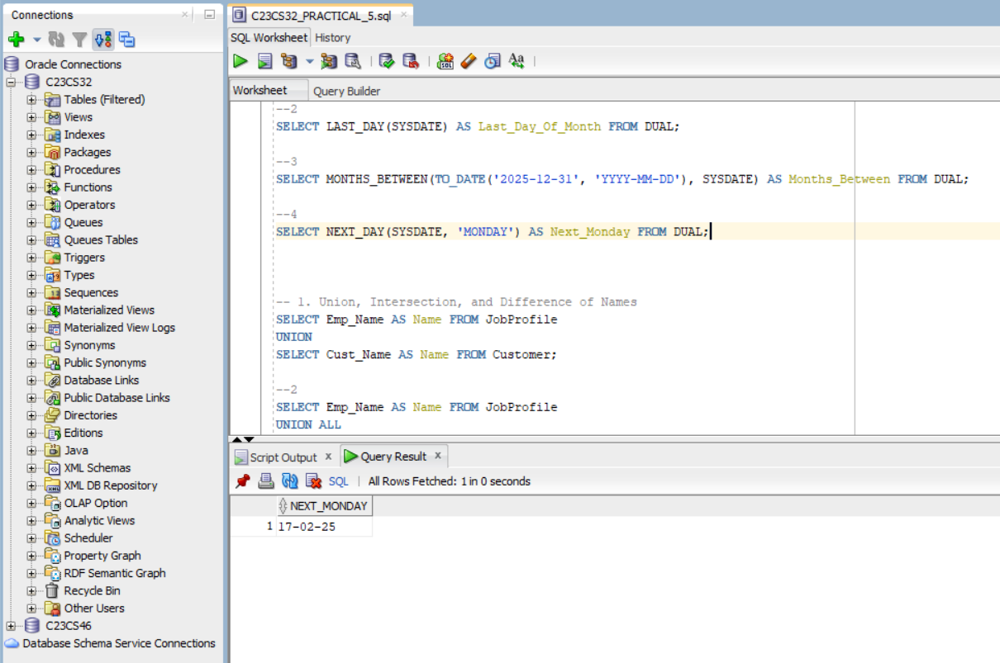 Connections
Oracle Connections
C23CS32
Tables (Filtered)
Views
Indexes
Packages
Procedures
Functions
Operators
Queues
Queues Tables
Triggers
Types
Sequences
Materialized Views
Materialized View Logs
Synonyms
Public Synonyms
Database Links
Public Database Links
Directories
Editions
Java
XML Schemas
XML DB Repository
OLAP Option
Analytic Views
Scheduler
Property Graph
RDF Semantic Graph
Recycle Bin
Other Users
C23CS46
Database Schema Service Connections
C23CS32_PRACTICAL_5.sql
SQL Worksheet History
Worksheet Query Builder
--2
SELECT LAST_DAY(SYSDATE) AS Last_Day_Of_Month FROM DUAL;
--3
SELECT MONTHS_BETWEEN(TO_DATE('2025-12-31', 'YYYY-MM-DD'), SYSDATE) AS Months_Between FROM DUAL;
--4
SELECT NEXT_DAY(SYSDATE, 'MONDAY') AS Next_Monday FROM DUAL;
-- 1. Union, Intersection, and Difference of Names
SELECT Emp_Name AS Name FROM JobProfile
UNION
SELECT Cust_Name AS Name FROM Customer;
--2
SELECT Emp_Name AS Name FROM JobProfile
UNION ALL
Script Output x Query Result x
SQL | All Rows Fetched: 1 in 0 seconds
NEXT_MONDAY
1 17-02-25